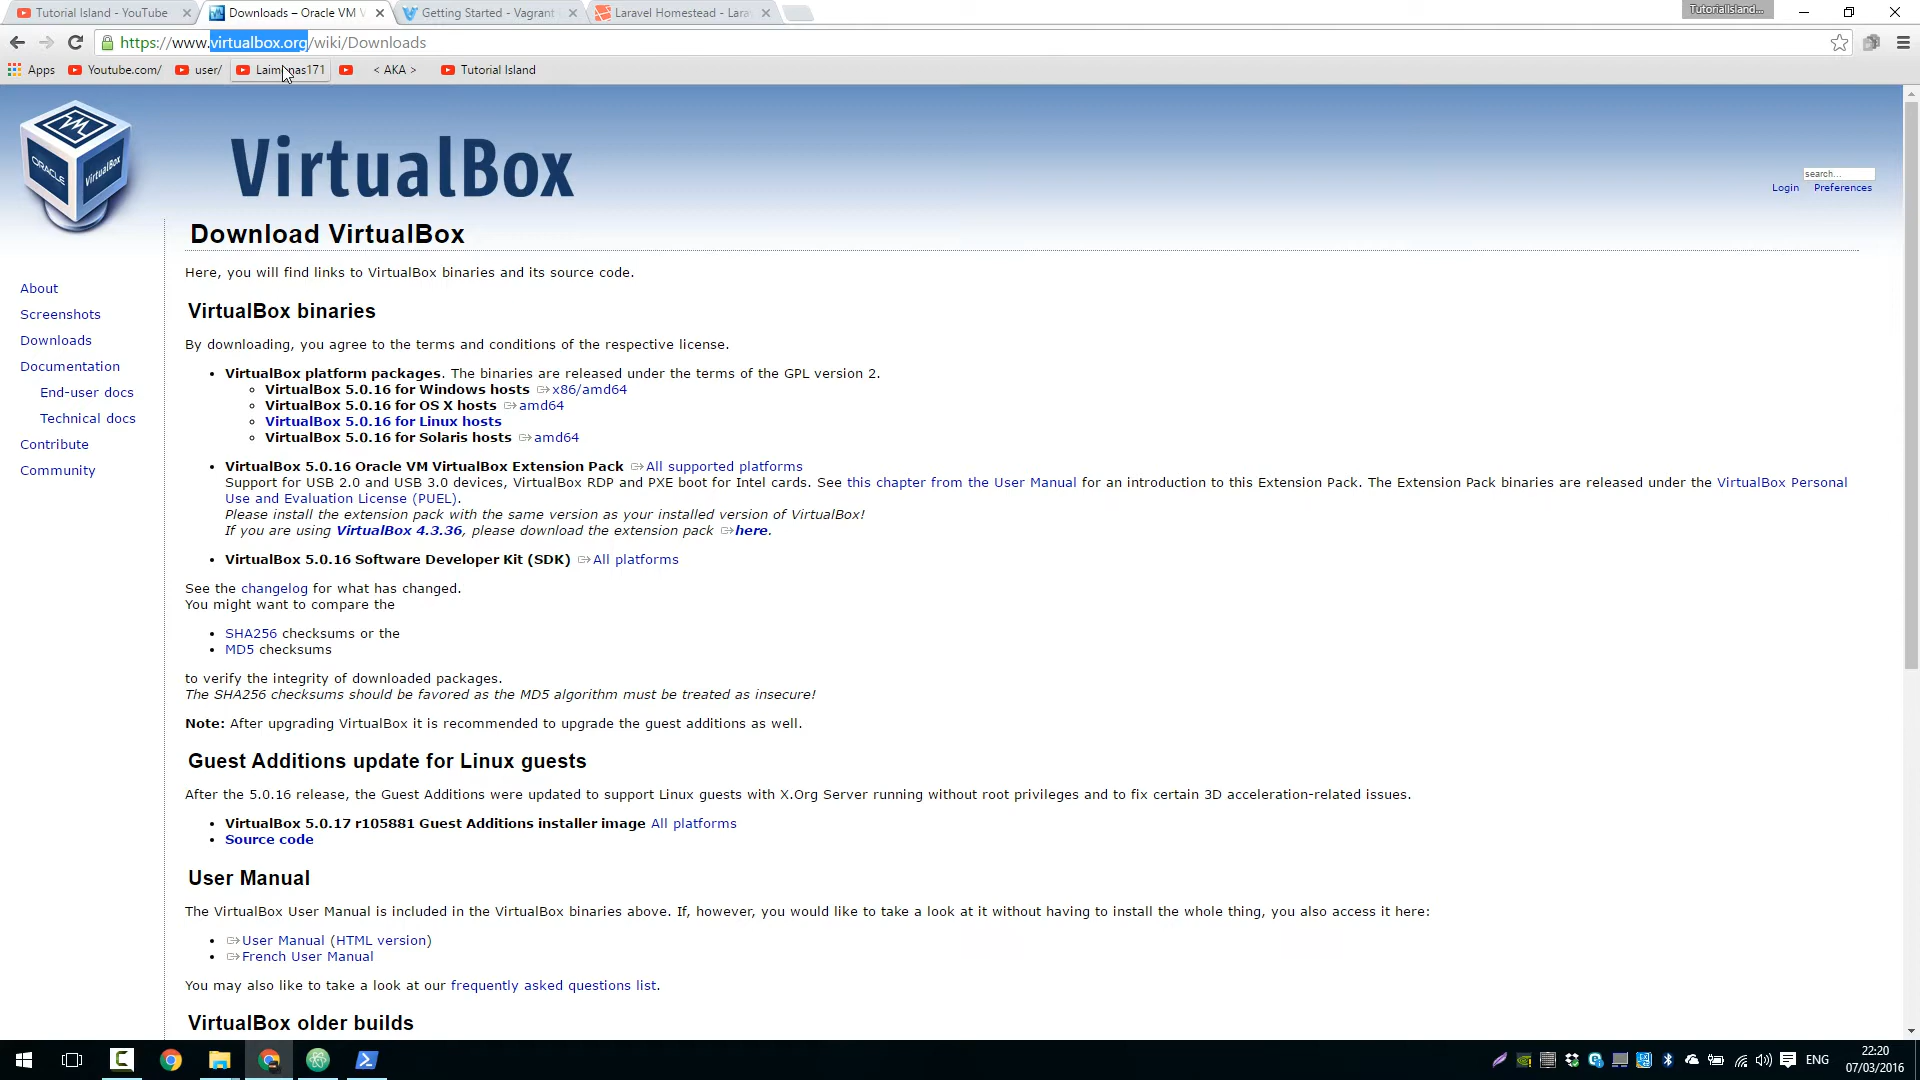 Tutorial Island - YouTube
Downloads – Oracle VM V
Getting Started - Vagrant
Laravel Homestead - Lara
TutorialIsland...
https://www.virtualbox.org/wiki/Downloads
Apps
Youtube.com/
user/
Laimonas171
< AKA >
Tutorial Island
ORACLE
VirtualBox
VirtualBox
search...
Login
Preferences
Download VirtualBox
Here, you will find links to VirtualBox binaries and its source code.
About
Screenshots
Downloads
Documentation
End-user docs
Technical docs
Contribute
Community
VirtualBox binaries
By downloading, you agree to the terms and conditions of the respective license.
VirtualBox platform packages. The binaries are released under the terms of the GPL version 2.
VirtualBox 5.0.16 for Windows hosts x86/amd64
VirtualBox 5.0.16 for OS X hosts amd64
VirtualBox 5.0.16 for Linux hosts
VirtualBox 5.0.16 for Solaris hosts amd64
VirtualBox 5.0.16 Oracle VM VirtualBox Extension Pack All supported platforms
Support for USB 2.0 and USB 3.0 devices, VirtualBox RDP and PXE boot for Intel cards. See this chapter from the User Manual for an introduction to this Extension Pack. The Extension Pack binaries are released under the VirtualBox Personal
Use and Evaluation License (PUEL).
Please install the extension pack with the same version as your installed version of VirtualBox!
If you are using VirtualBox 4.3.36, please download the extension pack here.
VirtualBox 5.0.16 Software Developer Kit (SDK) All platforms
See the changelog for what has changed.
You might want to compare the
SHA256 checksums or the
MD5 checksums
to verify the integrity of downloaded packages.
The SHA256 checksums should be favored as the MD5 algorithm must be treated as insecure!
Note: After upgrading VirtualBox it is recommended to upgrade the guest additions as well.
Guest Additions update for Linux guests
After the 5.0.16 release, the Guest Additions were updated to support Linux guests with X.Org Server running without root privileges and to fix certain 3D acceleration-related issues.
VirtualBox 5.0.17 r105881 Guest Additions installer image All platforms
Source code
User Manual
The VirtualBox User Manual is included in the VirtualBox binaries above. If, however, you would like to take a look at it without having to install the whole thing, you also access it here:
User Manual (HTML version)
French User Manual
You may also like to take a look at our frequently asked questions list.
VirtualBox older builds
ENG
22:20
07/03/2016